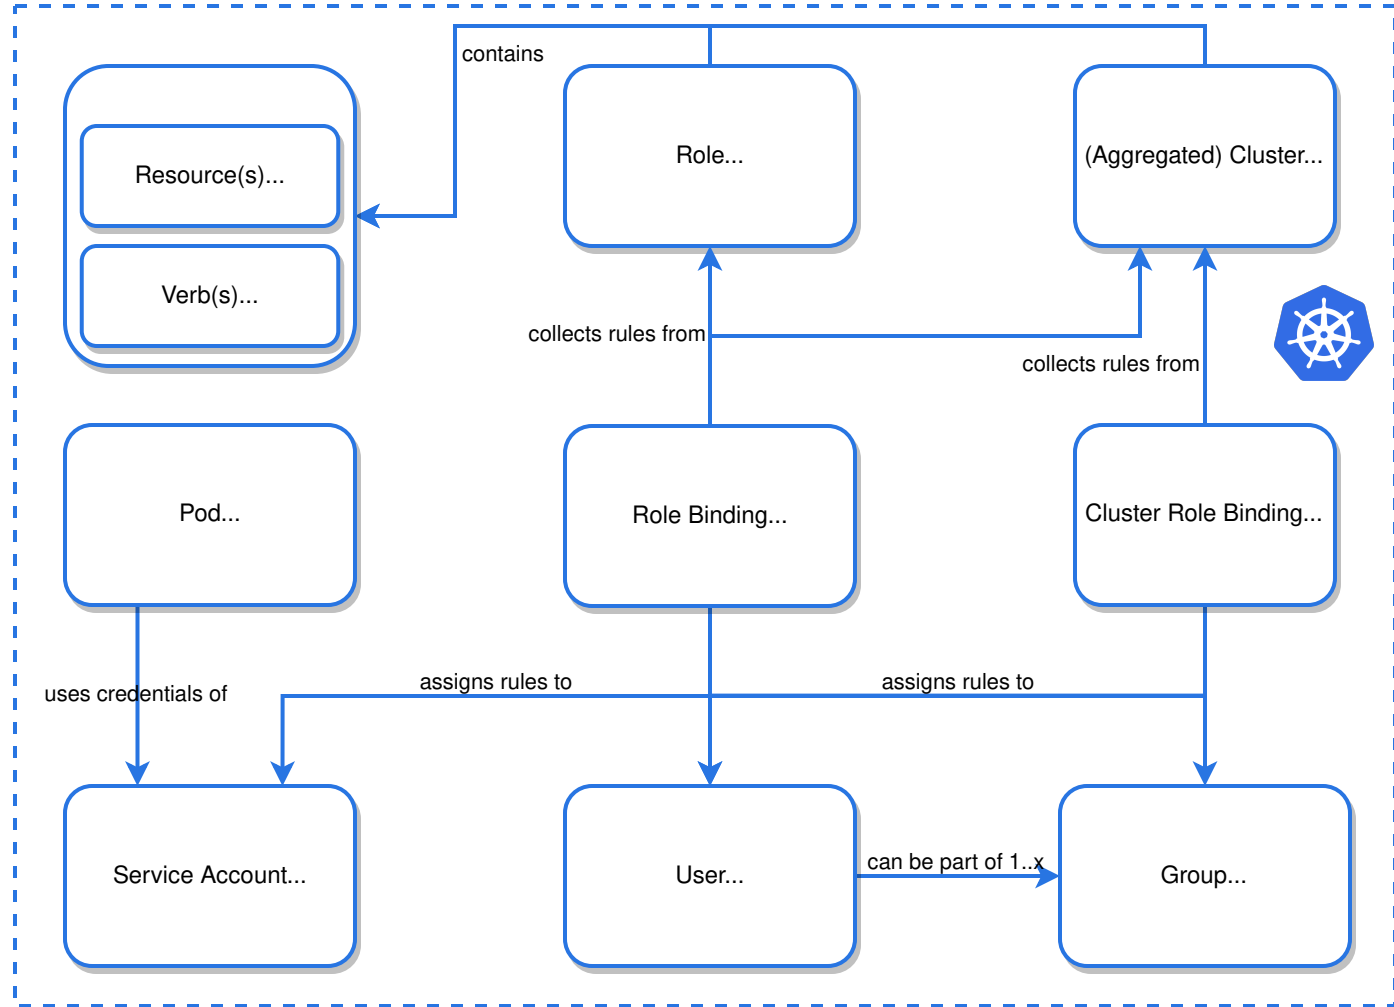 contains
Resource(s)...
Verb(s)...
Role...
(Aggregated) Cluster...
collects rules from
collects rules from
Pod...
Role Binding...
Cluster Role Binding...
uses credentials of
assigns rules to
assigns rules to
Service Account...
User...
can be part of 1..x
Group...